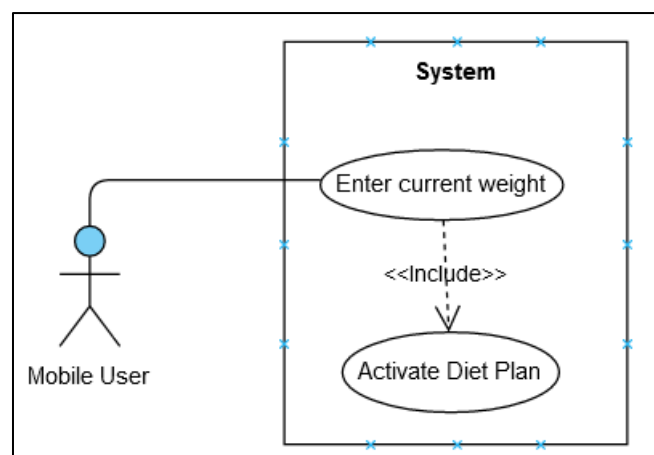 System
Enter current weight
<<Include>>
Activate Diet Plan
Mobile User